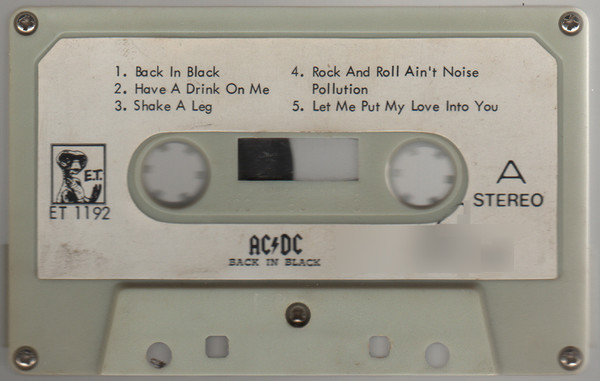 1. Back In Black
2. Have A Drink On Me
3. Shake A Leg
4. Rock And Roll Ain't Noise
Pollution
5. Let Me Put My Love Into You
E.T.
ET 1192
A
STEREO
AC⚡DC
BACK IN BLACK